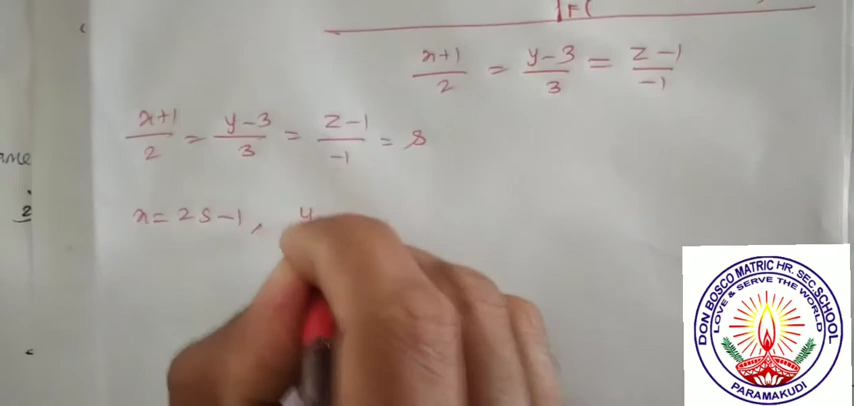 x+1/2 = y-3/3 = z-1/-1
x+1/2 = y-3/3 = z-1/-1 = s
x = 2s-1, y
2
DON BOSCO MATRIC HR. SEC. SCHOOL
LOVE & SERVE THE WORLD
PARAMAKUDI